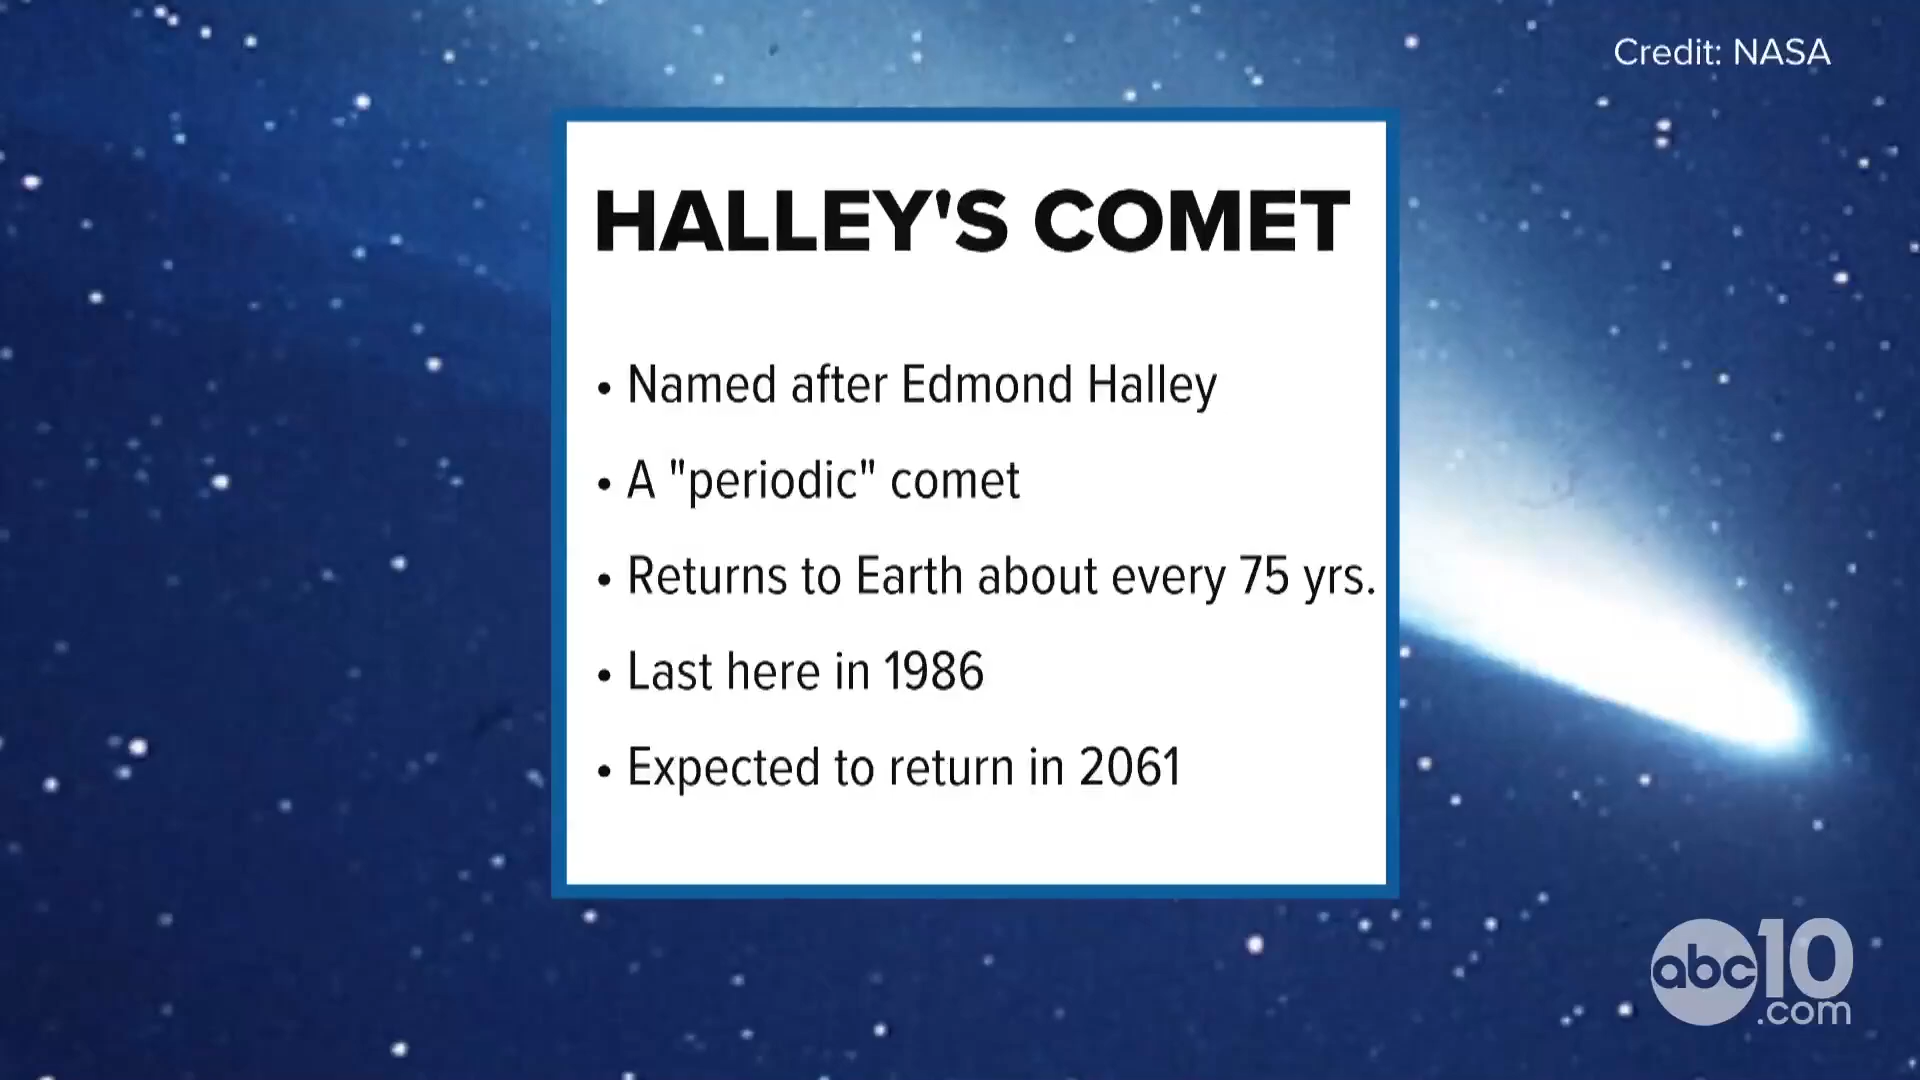 Credit: NASA
HALLEY'S COMET
• Named after Edmond Halley
• A "periodic" comet
• Returns to Earth about every 75 yrs.
• Last here in 1986
• Expected to return in 2061
abc10
.com